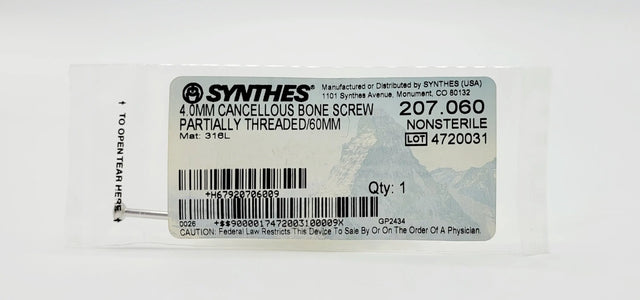 SYNTHES®
Manufactured or Distributed by SYNTHES (USA)
1101 Synthes Avenue, Monument, CO 80132
4.0MM CANCELLOUS BONE SCREW
PARTIALLY THREADED/60MM
Mat: 316L
207.060
NONSTERILE
LOT 4720031
TO OPEN TEAR HERE
+H67920706009
Qty: 1
0026
+$$9000017472003100009X
GP2434
CAUTION: Federal Law Restricts This Device To Sale By Or On The Order Of A Physician.